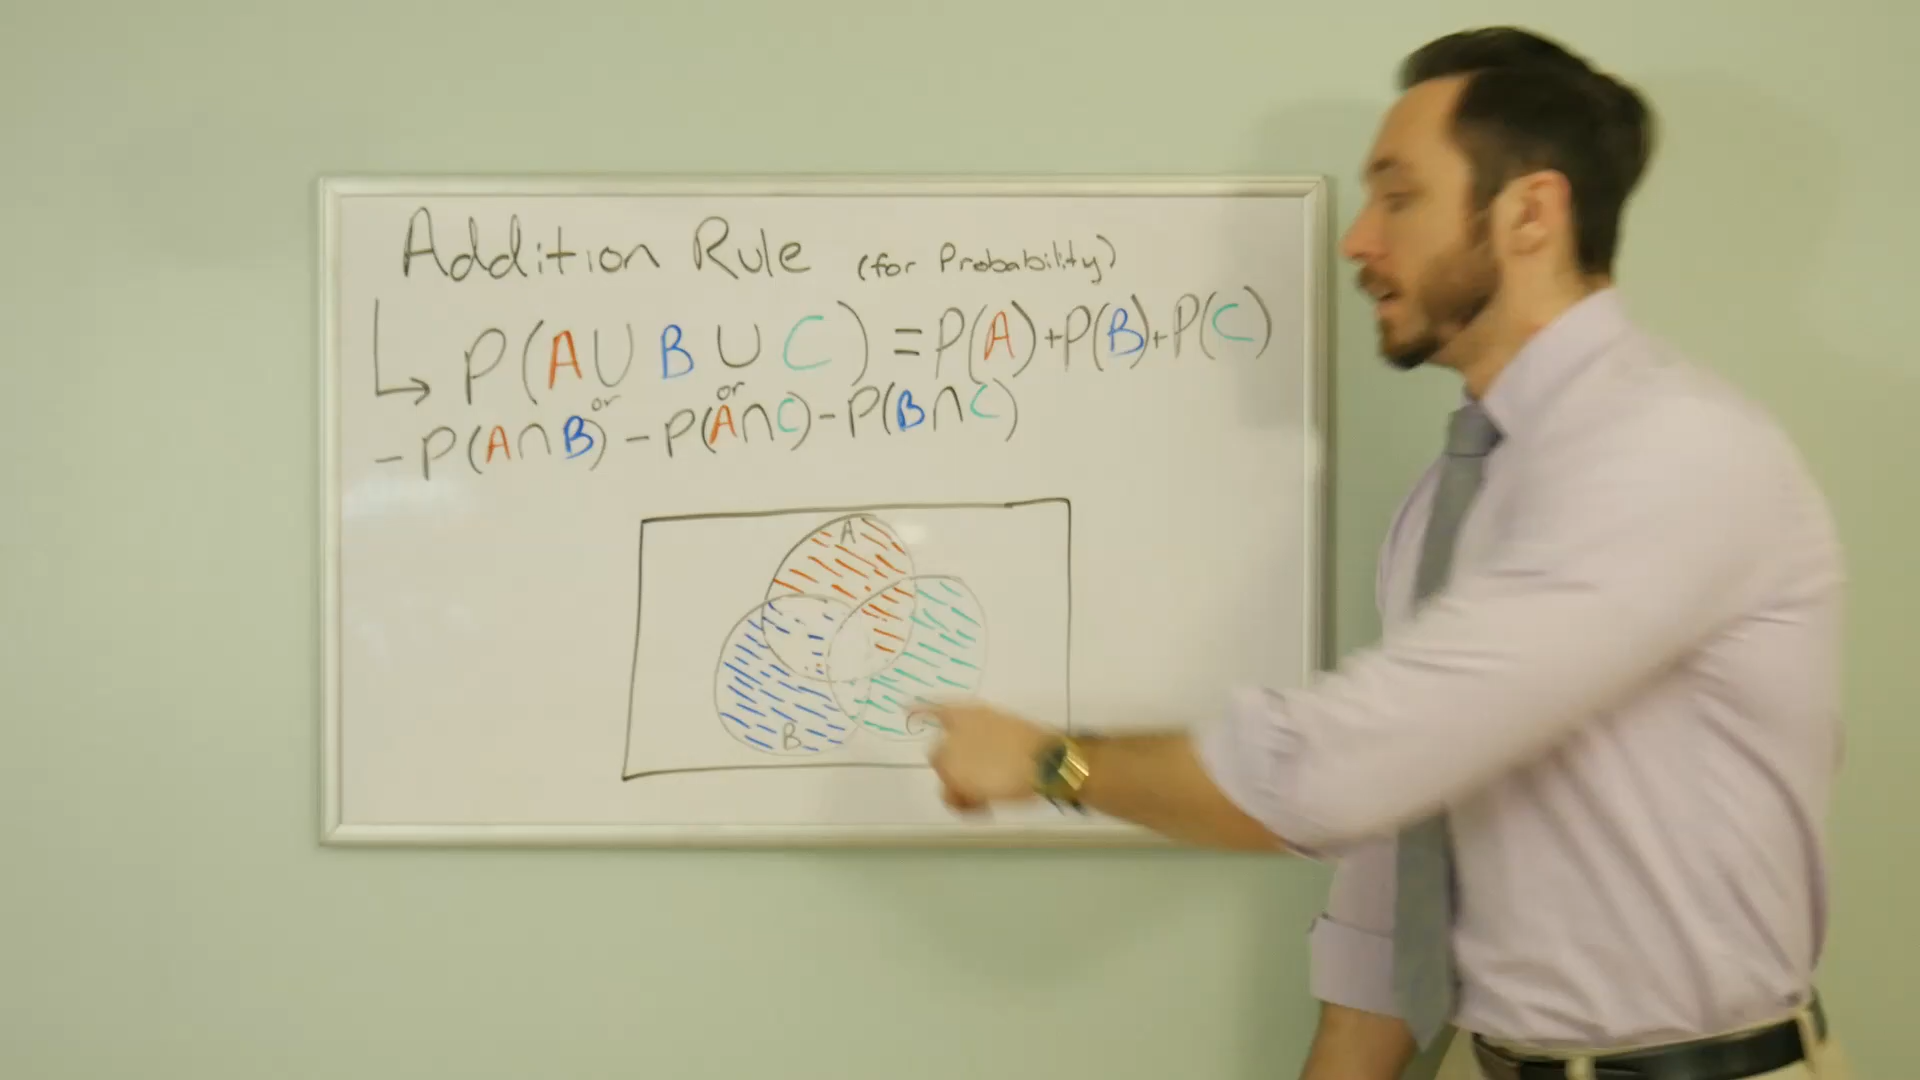 Addition Rule (for Probability)
P(A∪B∪C) = P(A)+P(B)+P(C)
or or
-P(A∩B) - P(A∩C) - P(B∩C)
A
B
C